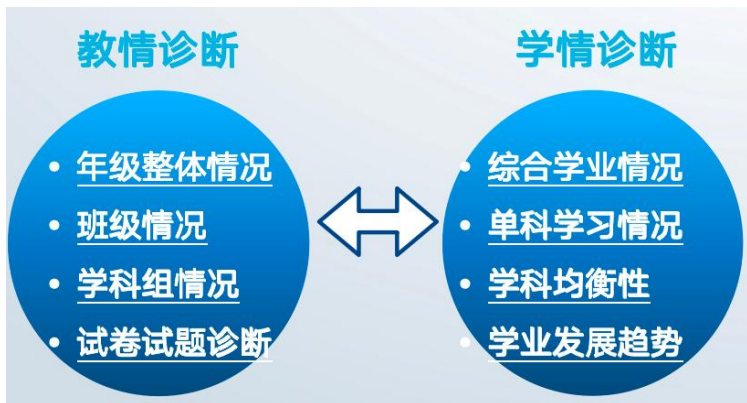 教情诊断
• 年级整体情况
• 班级情况
• 学科组情况
• 试卷试题诊断
学情诊断
• 综合学业情况
• 单科学习情况
• 学科均衡性
• 学业发展趋势